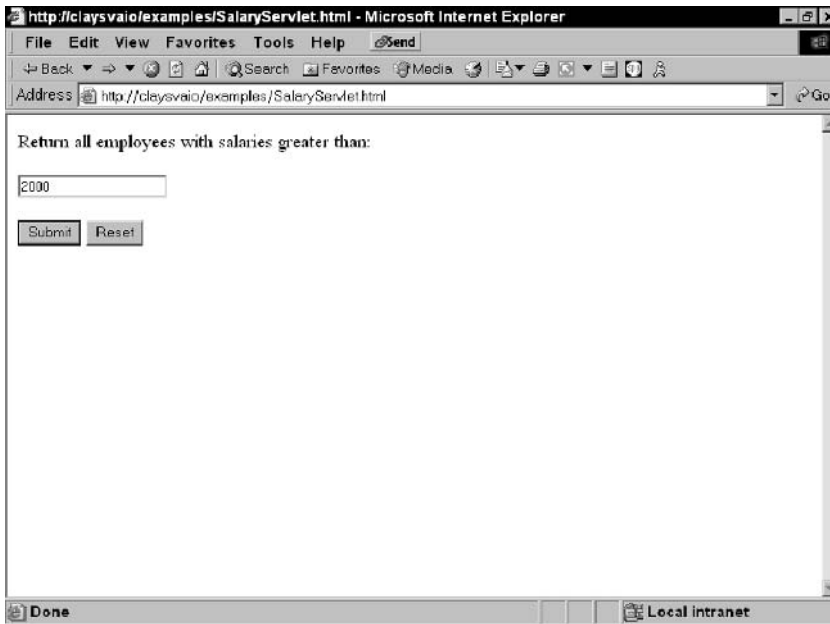 http://claysvaio/examples/SalaryServlet.html - Microsoft Internet Explorer
File Edit View Favorites Tools Help Send
Back Search Favorites Media
Address http://claysvaio/examples/SalaryServlet.html Go
Return all employees with salaries greater than:
2000
Submit Reset
Done Local intranet